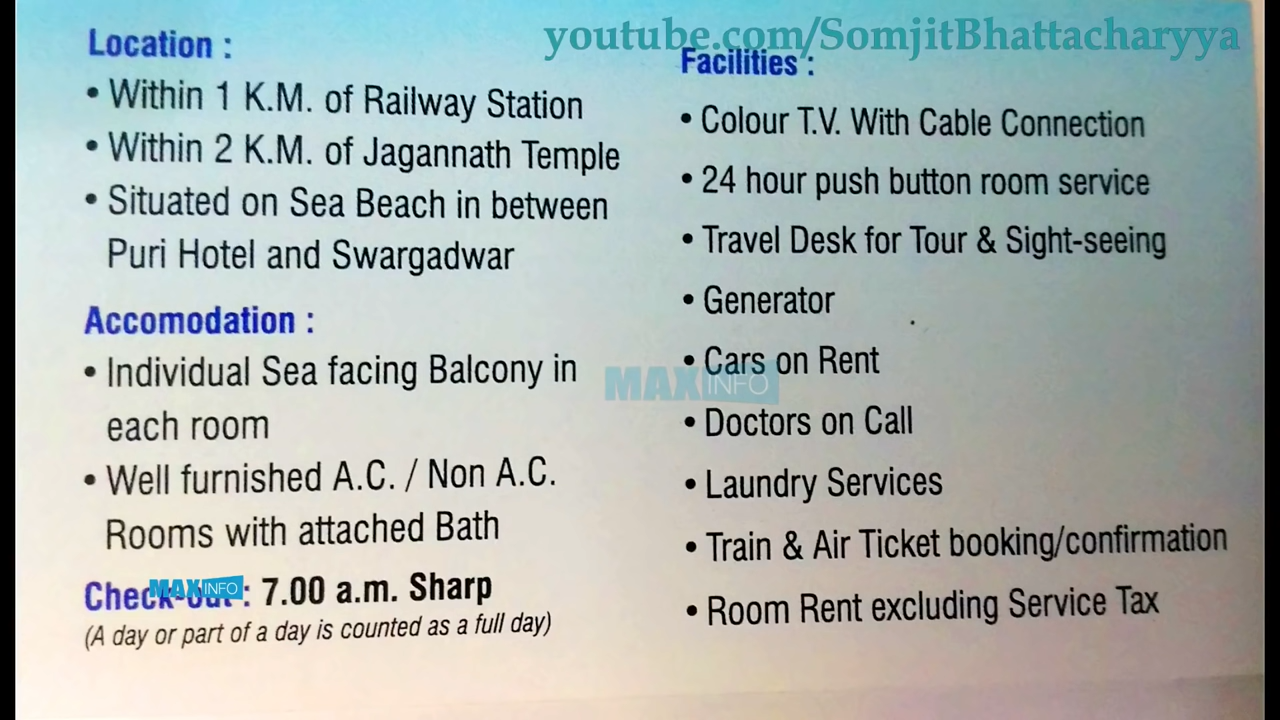 youtube.com/SomjitBhattacharyya
Location :
• Within 1 K.M. of Railway Station
• Within 2 K.M. of Jagannath Temple
• Situated on Sea Beach in between
Puri Hotel and Swargadwar
Accomodation :
• Individual Sea facing Balcony in
each room
• Well furnished A.C. / Non A.C.
Rooms with attached Bath
Check-out : 7.00 a.m. Sharp
(A day or part of a day is counted as a full day)
Facilities :
• Colour T.V. With Cable Connection
• 24 hour push button room service
• Travel Desk for Tour & Sight-seeing
• Generator
• Cars on Rent
• Doctors on Call
• Laundry Services
• Train & Air Ticket booking/confirmation
• Room Rent excluding Service Tax
MAXINFO
MAXINFO